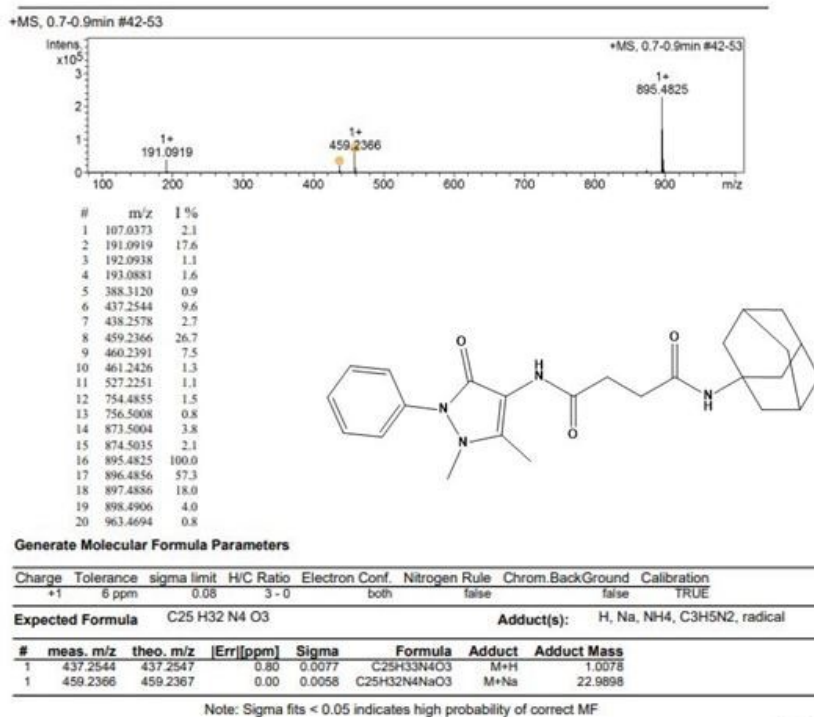 +MS, 0.7-0.9min #42-53
Intens.
x10⁵
+MS, 0.7-0.9min #42-53
3
2
1
0
1+
191.0919
1+
459.2366
1+
895.4825
100 200 300 400 500 600 700 800 900 m/z
# m/z I %
1 107.0373 2.1
2 191.0919 17.6
3 192.0938 1.1
4 193.0881 1.6
5 388.3120 0.9
6 437.2544 9.6
7 438.2578 2.7
8 459.2366 26.7
9 460.2391 7.5
10 461.2426 1.3
11 527.2251 1.1
12 754.4855 1.5
13 756.5008 0.8
14 873.5004 3.8
15 874.5035 2.1
16 895.4825 100.0
17 896.4856 57.3
18 897.4886 18.0
19 898.4906 4.0
20 963.4694 0.8
O
H
N
O
N
N
O
N
H
Generate Molecular Formula Parameters
Charge Tolerance sigma limit H/C Ratio Electron Conf. Nitrogen Rule Chrom.BackGround Calibration
+1 6 ppm 0.08 3 - 0 both false false TRUE
Expected Formula C25 H32 N4 O3 Adduct(s): H, Na, NH4, C3H5N2, radical
# meas. m/z theo. m/z |Err|[ppm] Sigma Formula Adduct Adduct Mass
1 437.2544 437.2547 0.80 0.0077 C25H33N4O3 M+H 1.0078
1 459.2366 459.2367 0.00 0.0058 C25H32N4NaO3 M+Na 22.9898
Note: Sigma fits < 0.05 indicates high probability of correct MF